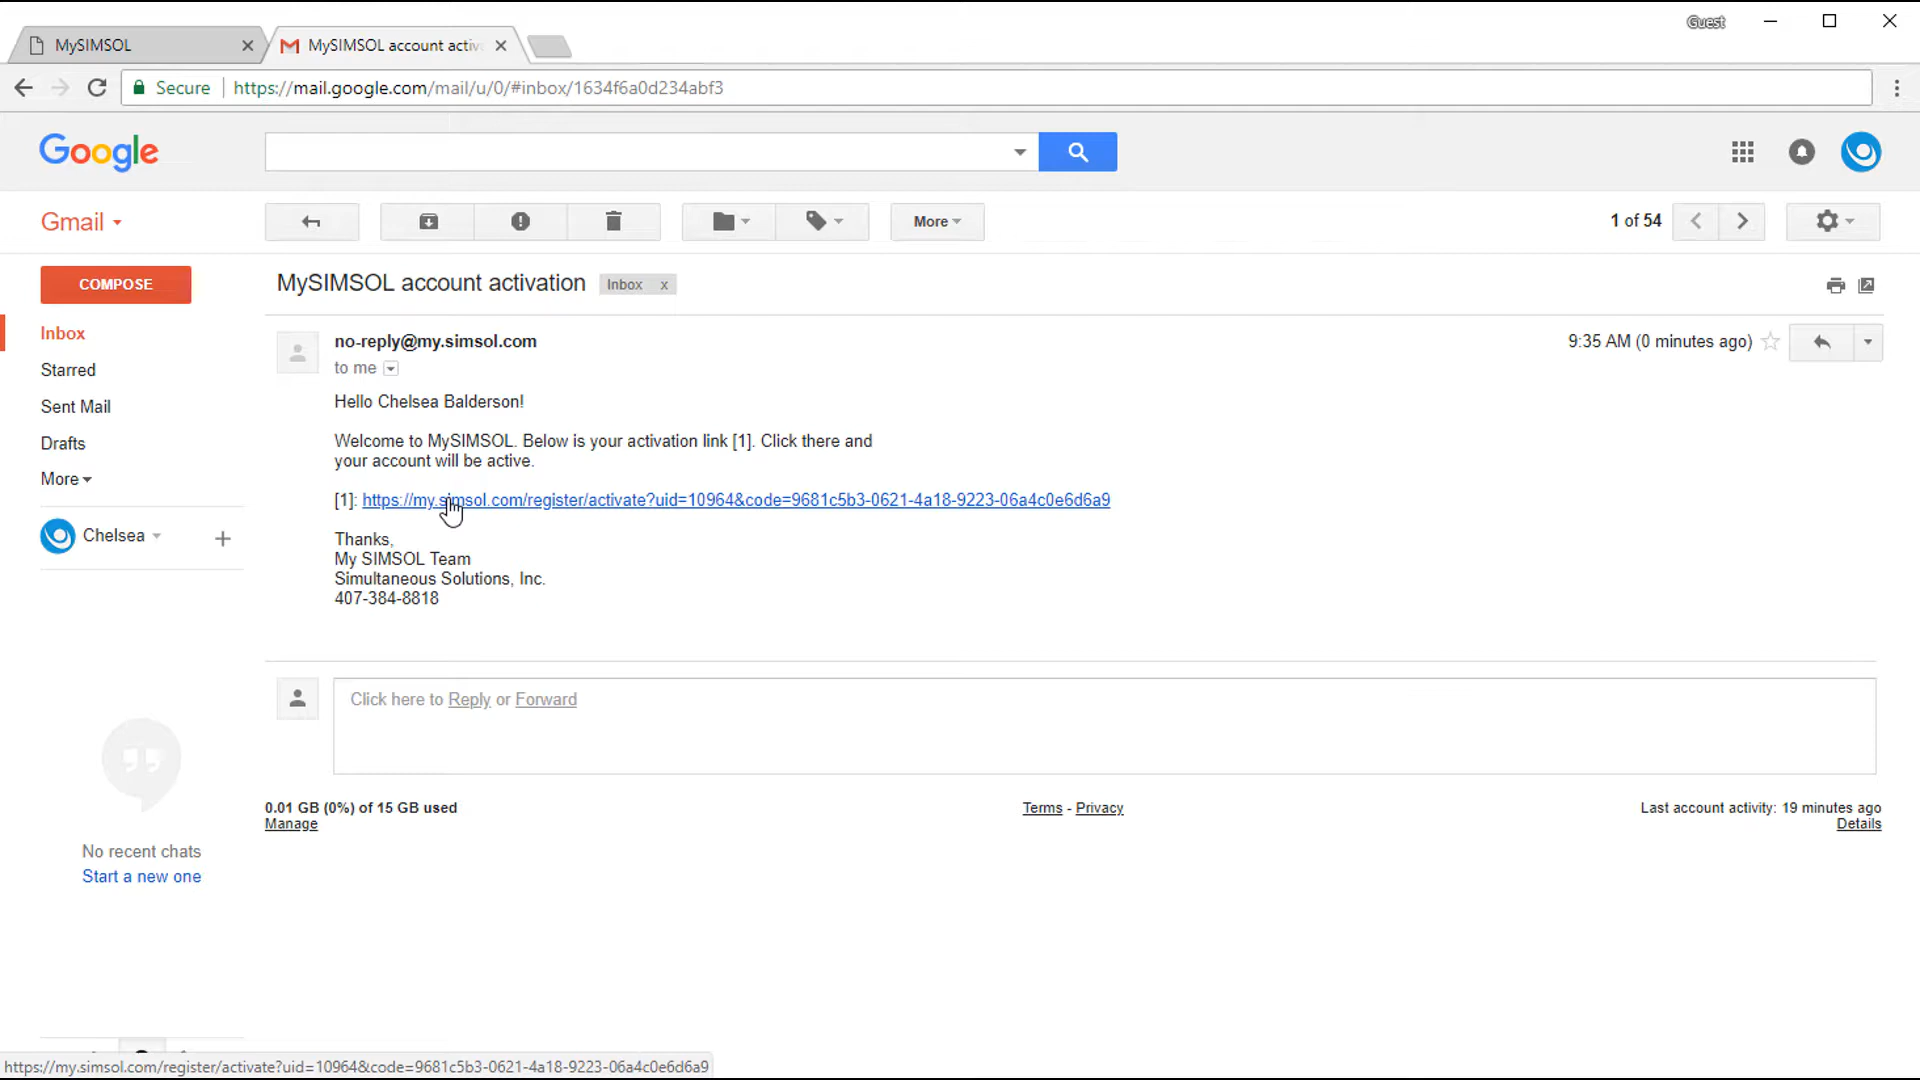 Guest
MySIMSOL
MySIMSOL account activ
Secure
https://mail.google.com/mail/u/0/#inbox/1634f6a0d234abf3
Google
Gmail
More
1 of 54
COMPOSE
MySIMSOL account activation
Inbox x
Inbox
Starred
Sent Mail
Drafts
More
Chelsea
no-reply@my.simsol.com
9:35 AM (0 minutes ago)
to me
Hello Chelsea Balderson!
Welcome to MySIMSOL. Below is your activation link [1]. Click there and
your account will be active.
[1]: https://my.simsol.com/register/activate?uid=10964&code=9681c5b3-0621-4a18-9223-06a4c0e6d6a9
Thanks,
My SIMSOL Team
Simultaneous Solutions, Inc.
407-384-8818
Click here to Reply or Forward
0.01 GB (0%) of 15 GB used
Manage
Terms - Privacy
Last account activity: 19 minutes ago
Details
No recent chats
Start a new one
https://my.simsol.com/register/activate?uid=10964&code=9681c5b3-0621-4a18-9223-06a4c0e6d6a9